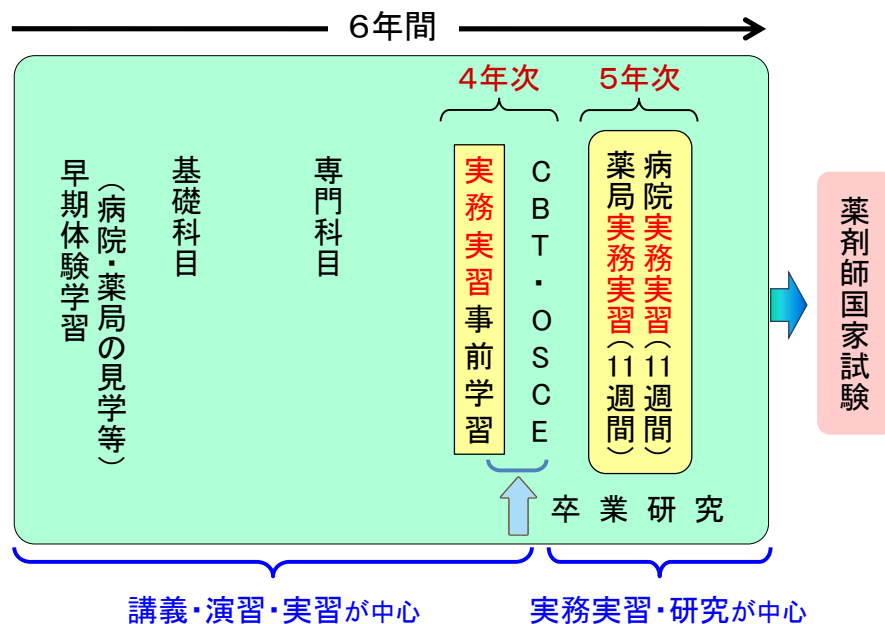 6年間
4年次
5年次
早期体験学習
（病院・薬局の見学等）
基礎科目
専門科目
実務実習事前学習
CBT・OSCE
薬局実務実習（11週間）
病院実務実習（11週間）
卒業研究
薬剤師国家試験
講義・演習・実習が中心
実務実習・研究が中心